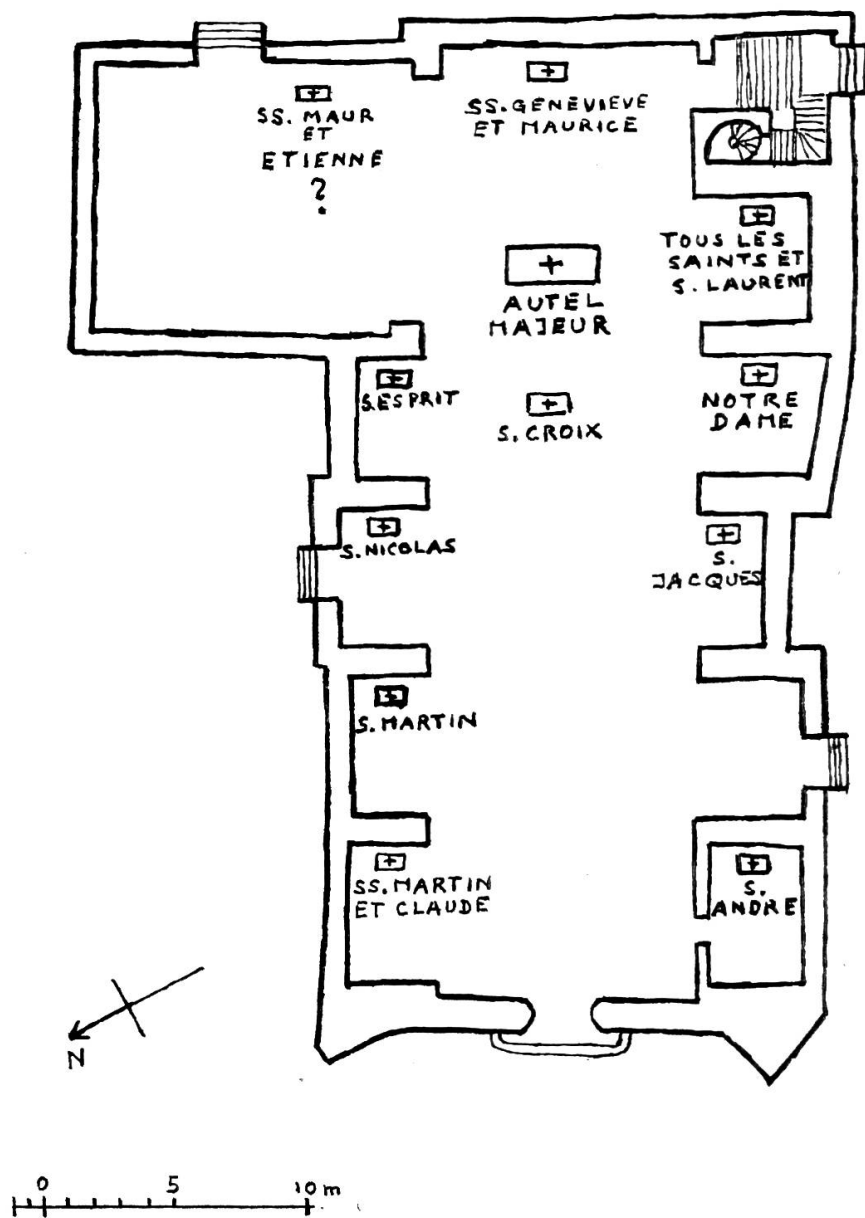 SS. MAUR
ET
ETIENNE
?
SS. GENEVIEVE
ET MAURICE
TOUS LES
SAINTS ET
S. LAURENT
AUTEL
MAJEUR
S.ESPRIT
S. CROIX
NOTRE
DAME
S. NICOLAS
S.
JACQUES
S. MARTIN
SS. MARTIN
ET CLAUDE
S.
ANDRE
N
0 5 10 m